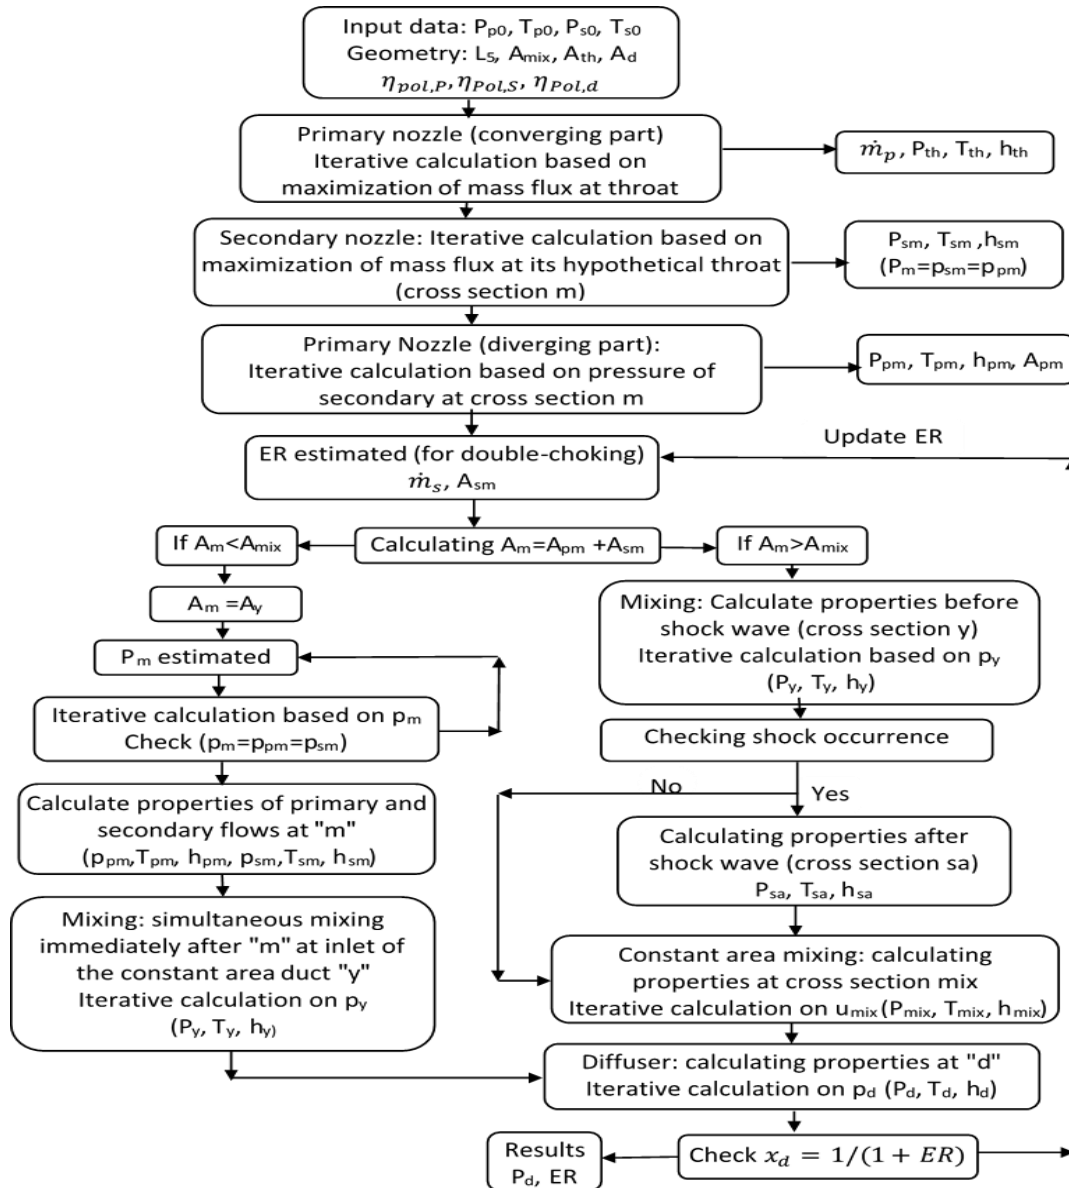 Input data: Pp0, Tp0, Ps0, Ts0
Geometry: L5, Amix, Ath, Ad
ηpol,P, ηPol,S, ηPol,d
Primary nozzle (converging part)
Iterative calculation based on
maximization of mass flux at throat
ṁp, Pth, Tth, hth
Secondary nozzle: Iterative calculation based on
maximization of mass flux at its hypothetical throat
(cross section m)
Psm, Tsm ,hsm
(Pm=psm=ppm)
Primary Nozzle (diverging part):
Iterative calculation based on pressure of
secondary at cross section m
Ppm, Tpm, hpm, Apm
Update ER
ER estimated (for double-choking)
ṁs, Asm
If Am<Amix
Calculating Am=Apm +Asm
If Am>Amix
Am =Ay
Pm estimated
Iterative calculation based on pm
Check (pm=ppm=psm)
Calculate properties of primary and
secondary flows at "m"
(ppm,Tpm, hpm, psm,Tsm, hsm)
Mixing: simultaneous mixing
immediately after "m" at inlet of
the constant area duct "y"
Iterative calculation on py
(Py, Ty, hy)
Mixing: Calculate properties before
shock wave (cross section y)
Iterative calculation based on py
(Py, Ty, hy)
Checking shock occurrence
No
Yes
Calculating properties after
shock wave (cross section sa)
Psa, Tsa, hsa
Constant area mixing: calculating
properties at cross section mix
Iterative calculation on umix (Pmix, Tmix, hmix)
Diffuser: calculating properties at "d"
Iterative calculation on pd (Pd, Td, hd)
Results
Pd, ER
Check xd = 1/(1 + ER)